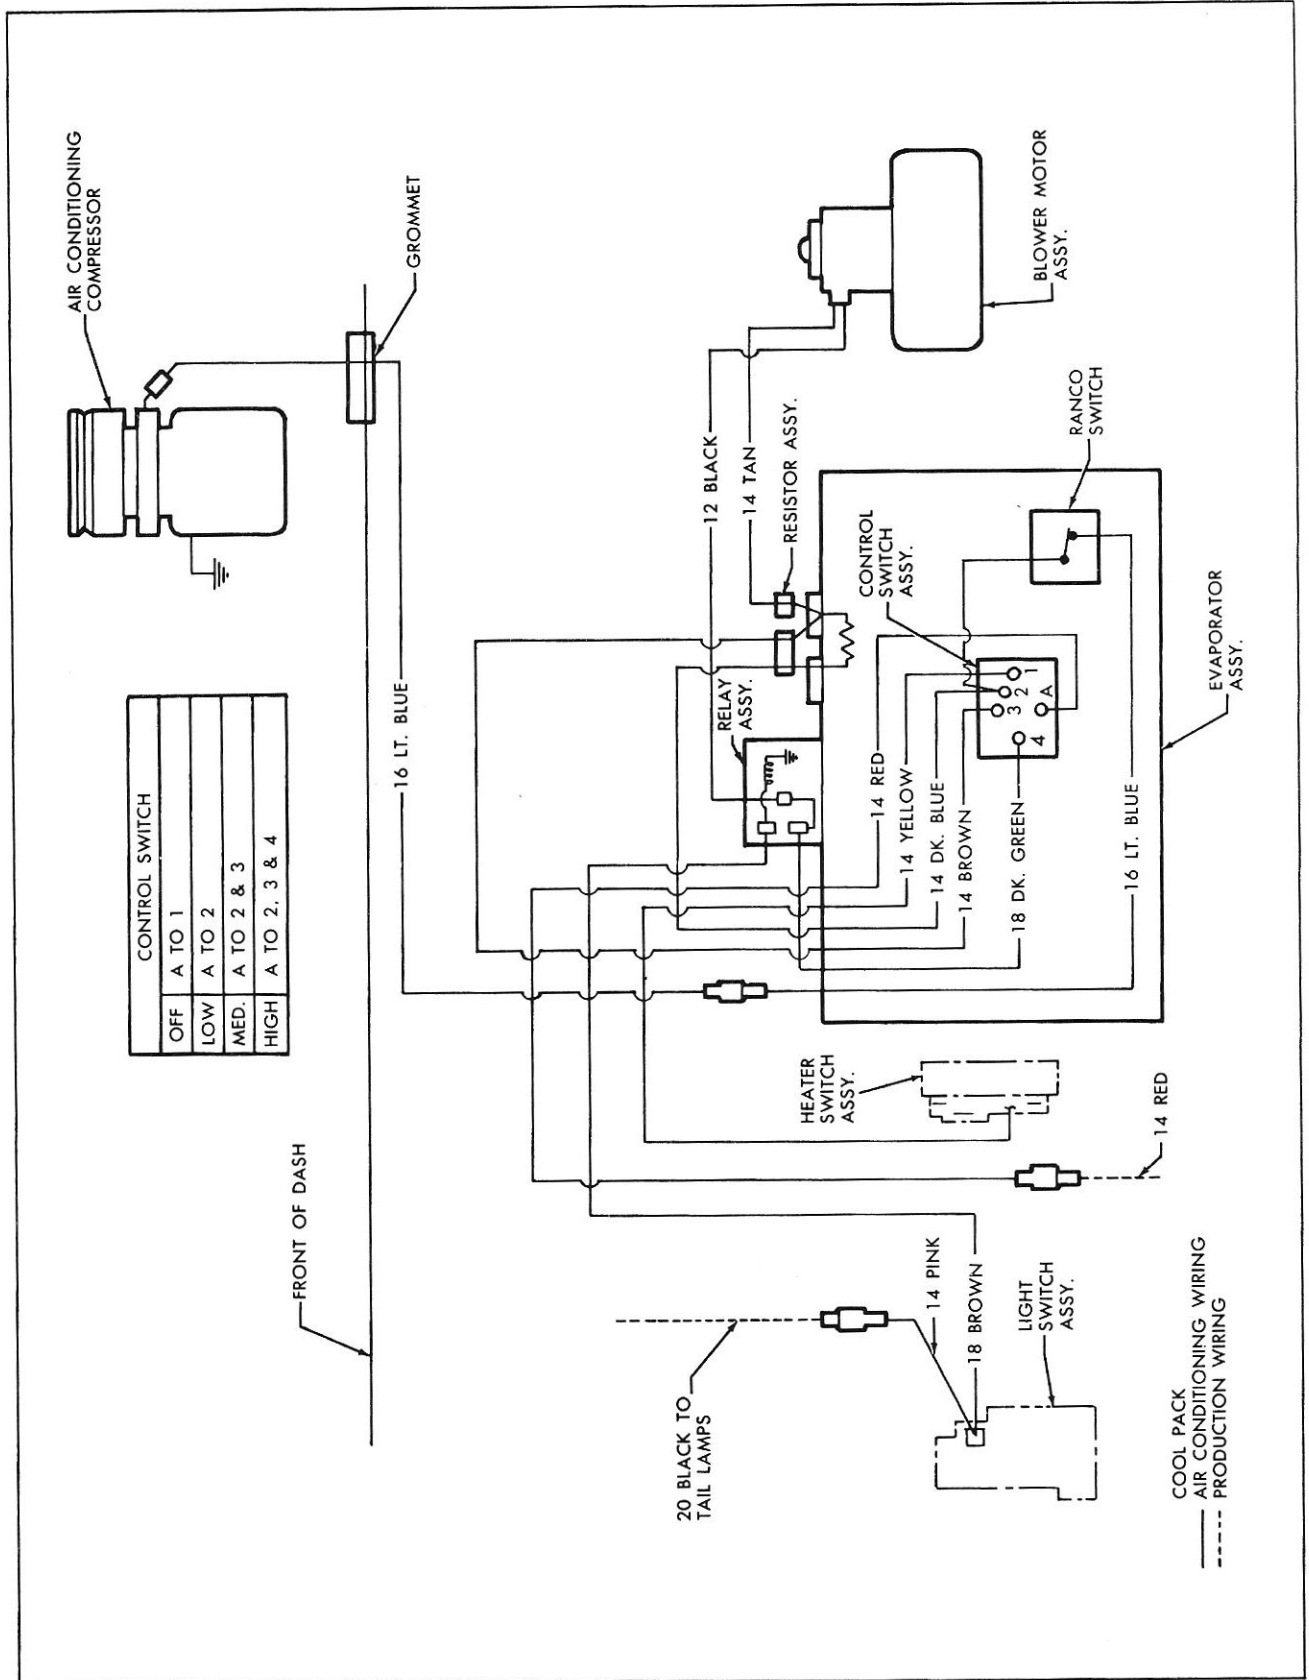 AIR CONDITIONING
COMPRESSOR
GROMMET
16 LT. BLUE
CONTROL SWITCH
OFF A TO 1
LOW A TO 2
MED. A TO 2 & 3
HIGH A TO 2, 3 & 4
FRONT OF DASH
BLOWER MOTOR
ASSY.
12 BLACK
14 TAN
RESISTOR ASSY.
RANCO
SWITCH
CONTROL
SWITCH
ASSY.
RELAY
ASSY.
EVAPORATOR
ASSY.
1
2
3
A
4
14 RED
14 YELLOW
14 DK. BLUE
14 BROWN
18 DK. GREEN
16 LT. BLUE
HEATER
SWITCH
ASSY.
14 RED
20 BLACK TO
TAIL LAMPS
14 PINK
18 BROWN
LIGHT
SWITCH
ASSY.
COOL PACK
AIR CONDITIONING WIRING
PRODUCTION WIRING